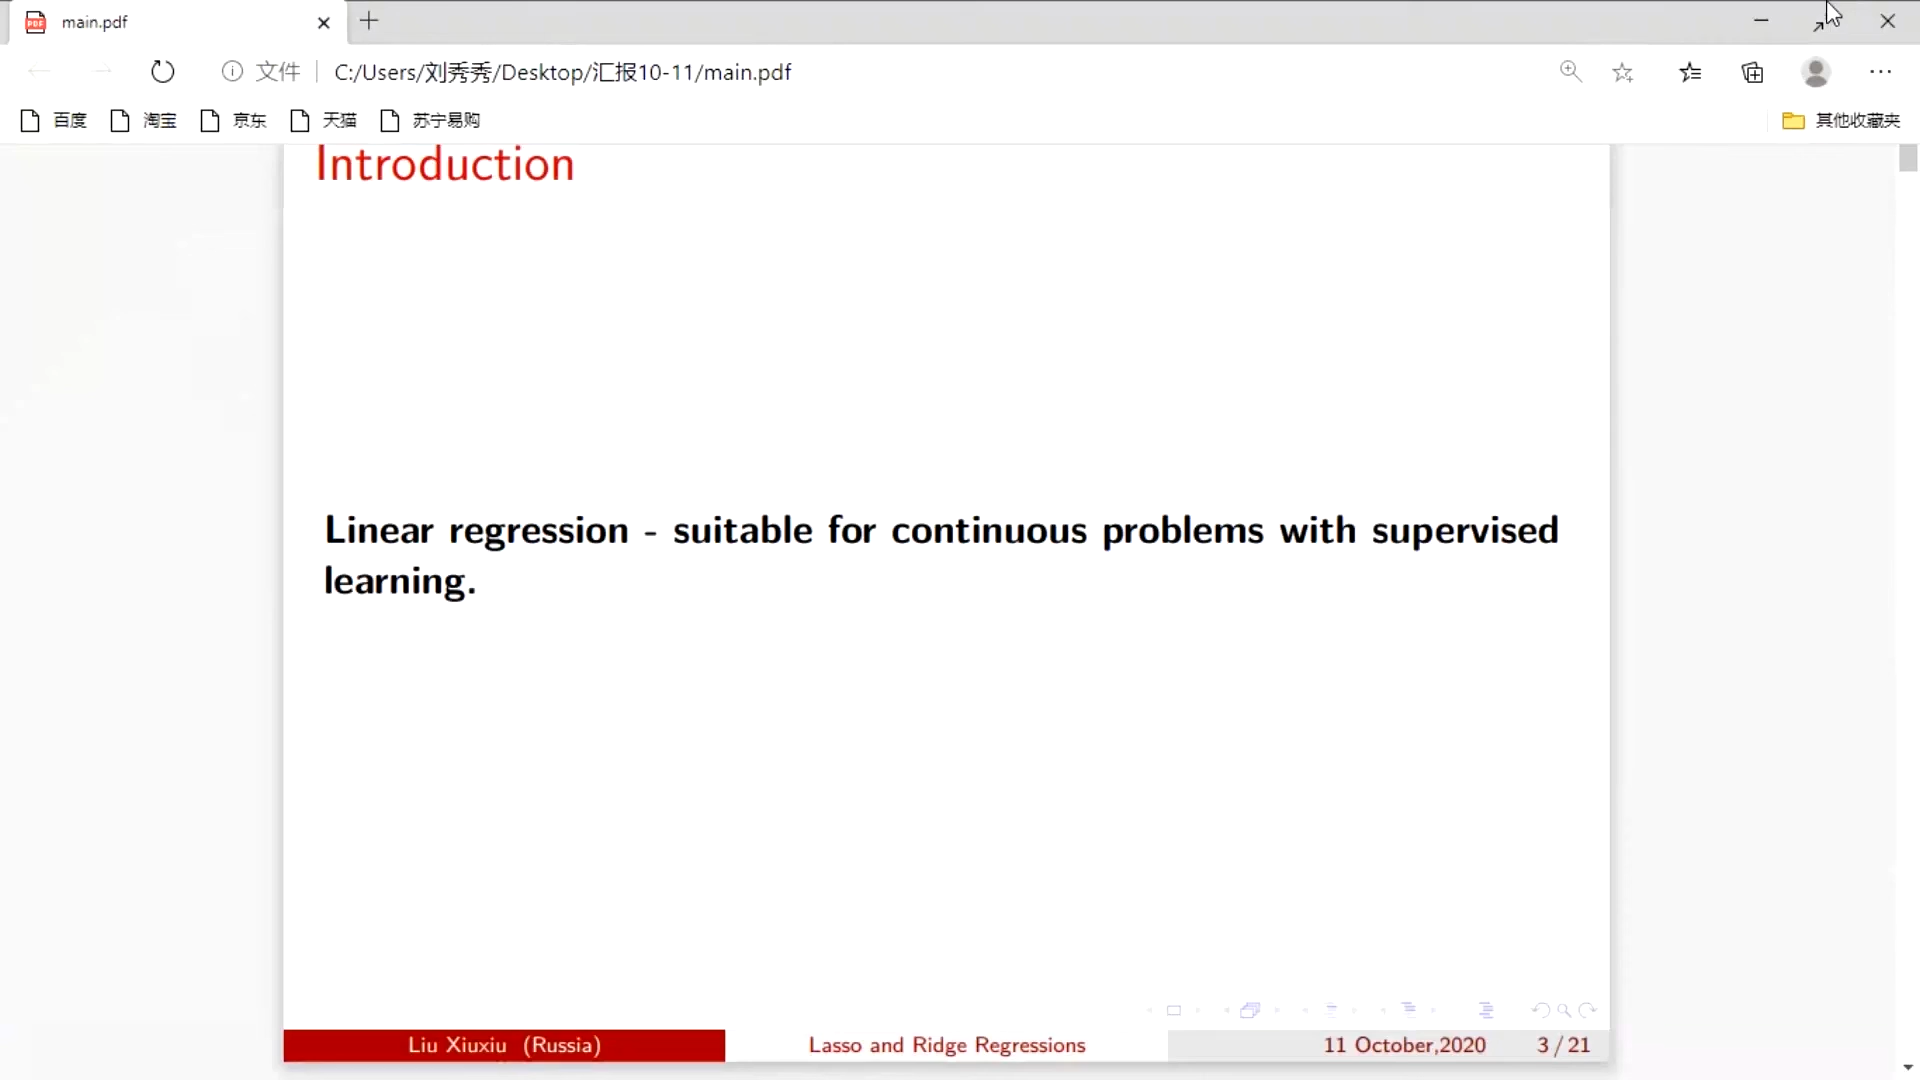 main.pdf
文件 C:/Users/刘秀秀/Desktop/汇报10-11/main.pdf
百度 淘宝 京东 天猫 苏宁易购 其他收藏夹
Introduction
Linear regression - suitable for continuous problems with supervised
learning.
Liu Xiuxiu (Russia) Lasso and Ridge Regressions 11 October,2020 3 / 21